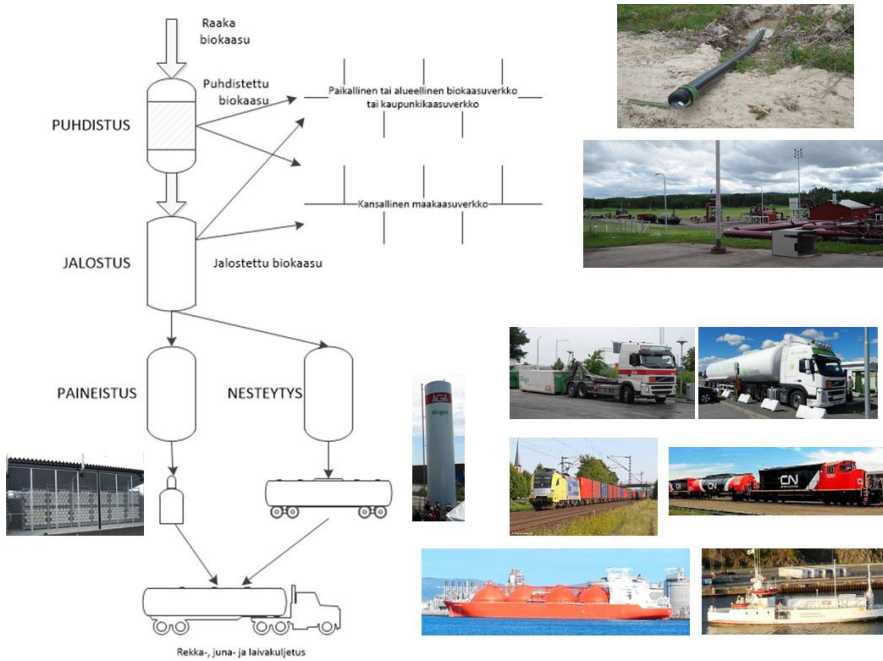 Raaka
biokaasu
Puhdistettu
biokaasu
PUHDISTUS
Paikallinen tai alueellinen biokaasuverkko
tai kaupunkikaasuverkko
Kansallinen maakaasuverkko
JALOSTUS
Jalostettu biokaasu
PAINEISTUS
NESTEYTYS
AGA
CN
Rekka-, juna- ja laivakuljetus